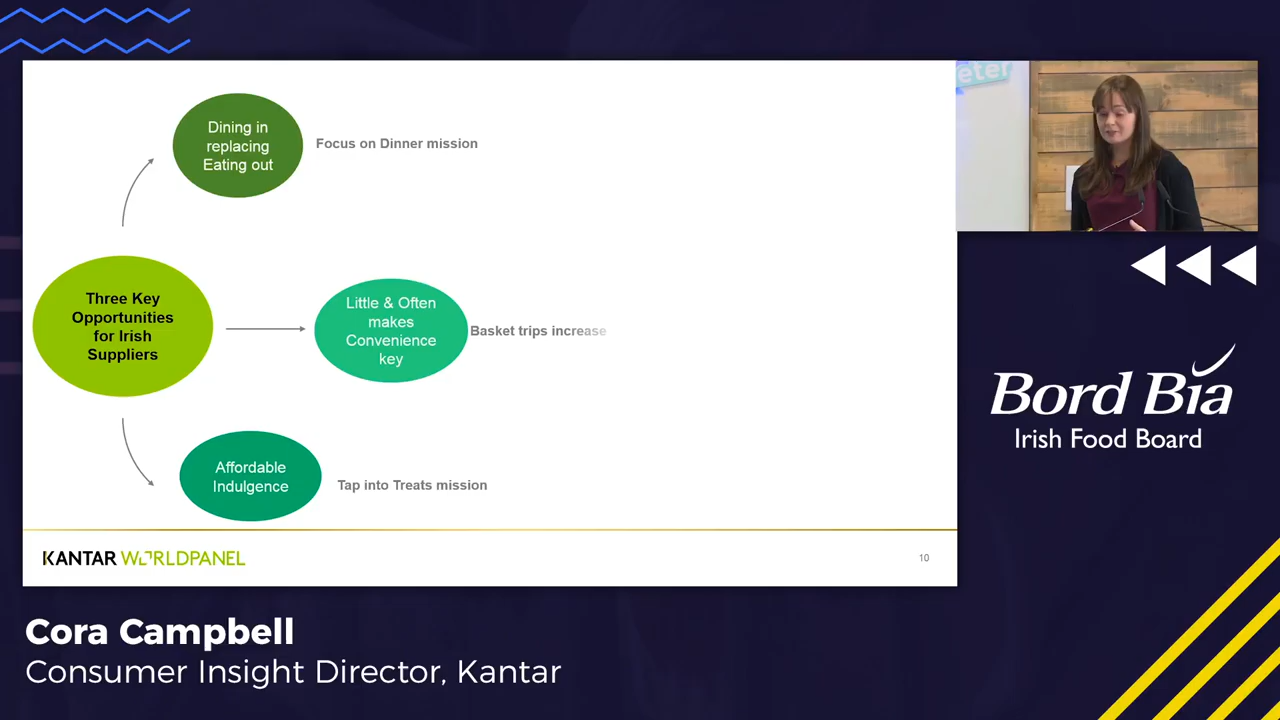 Dining in
replacing
Eating out
Focus on Dinner mission
Three Key
Opportunities
for Irish
Suppliers
Little & Often
makes
Convenience
key
Basket trips increase
Affordable
Indulgence
Tap into Treats mission
KANTAR WORLDPANEL
10
eter
Bord Bia
Irish Food Board
Cora Campbell
Consumer Insight Director, Kantar